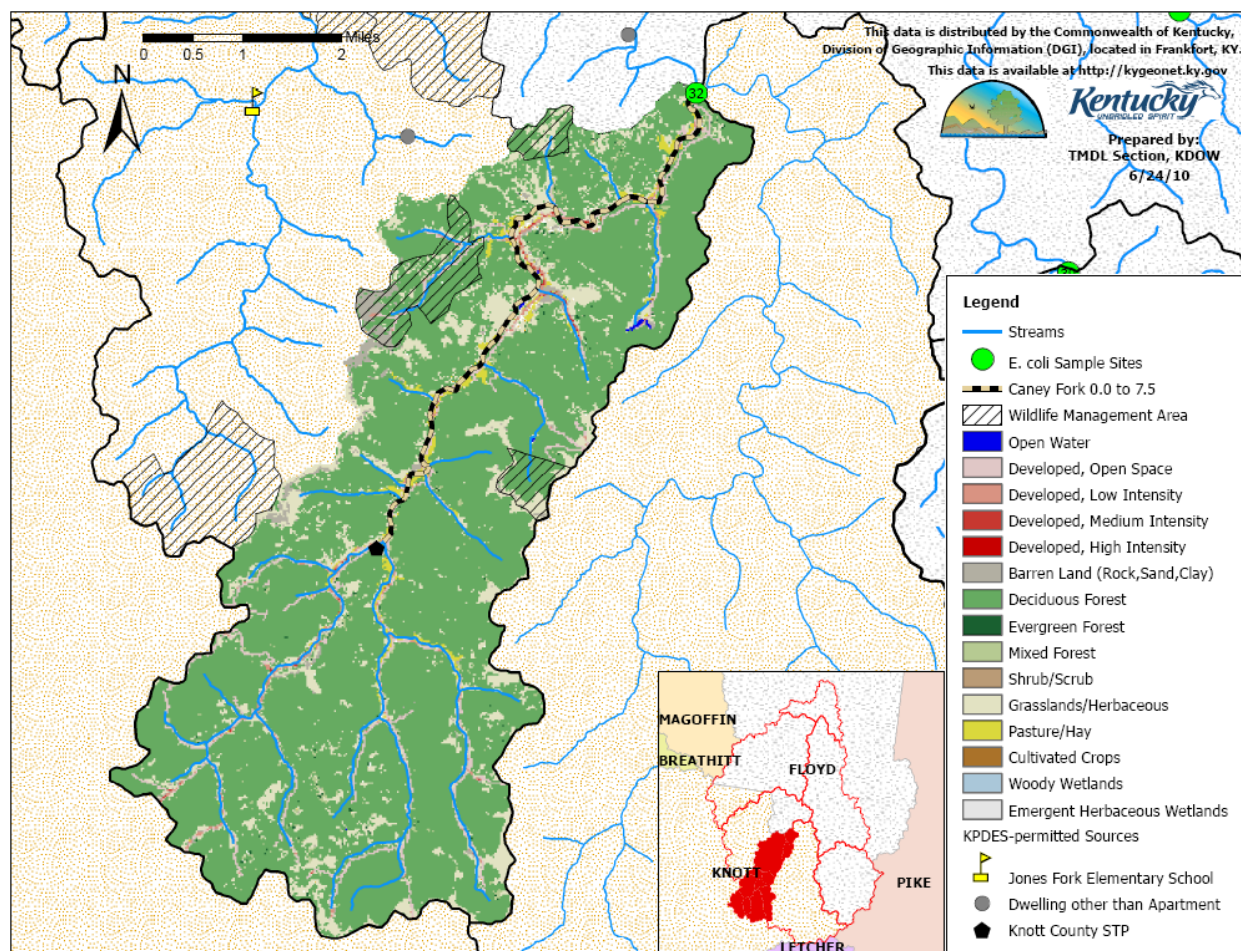 0 0.5 1 2 Miles
N
32
This data is distributed by the Commonwealth of Kentucky,
Division of Geographic Information (DGI), located in Frankfort, KY.
This data is available at http://kygeonet.ky.gov
Kentucky
UNBRIDLED SPIRIT
Prepared by:
TMDL Section, KDOW
6/24/10
Legend
Streams
E. coli Sample Sites
Caney Fork 0.0 to 7.5
Wildlife Management Area
Open Water
Developed, Open Space
Developed, Low Intensity
Developed, Medium Intensity
Developed, High Intensity
Barren Land (Rock,Sand,Clay)
Deciduous Forest
Evergreen Forest
Mixed Forest
Shrub/Scrub
Grasslands/Herbaceous
Pasture/Hay
Cultivated Crops
Woody Wetlands
Emergent Herbaceous Wetlands
KPDES-permitted Sources
Jones Fork Elementary School
Dwelling other than Apartment
Knott County STP
MAGOFFIN
BREATHITT
FLOYD
KNOTT
PIKE
LETCHER